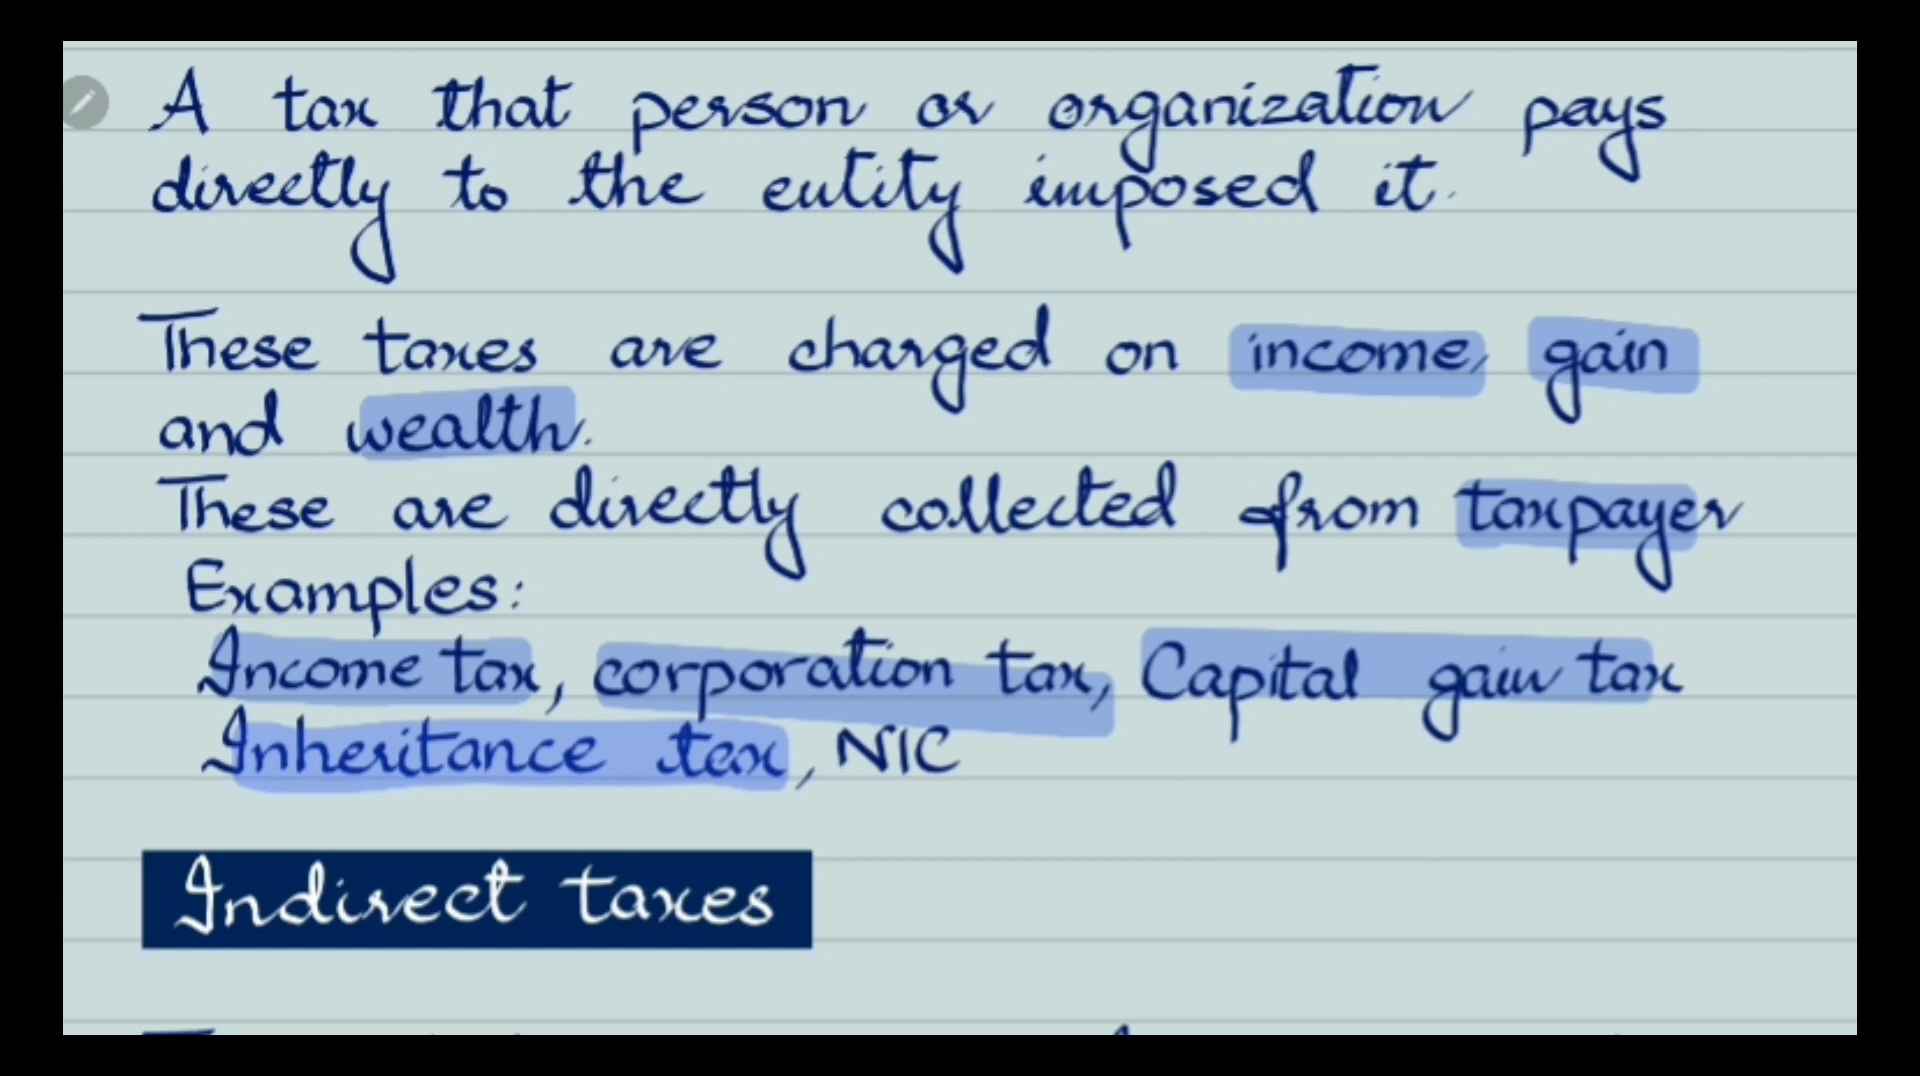 A tax that person or organization pays
directly to the entity imposed it.
These taxes are charged on income, gain
and wealth.
These are directly collected from taxpayer
Examples:
Income tax, corporation tax, Capital gain tax
Inheritance tax, NIC
Indirect taxes